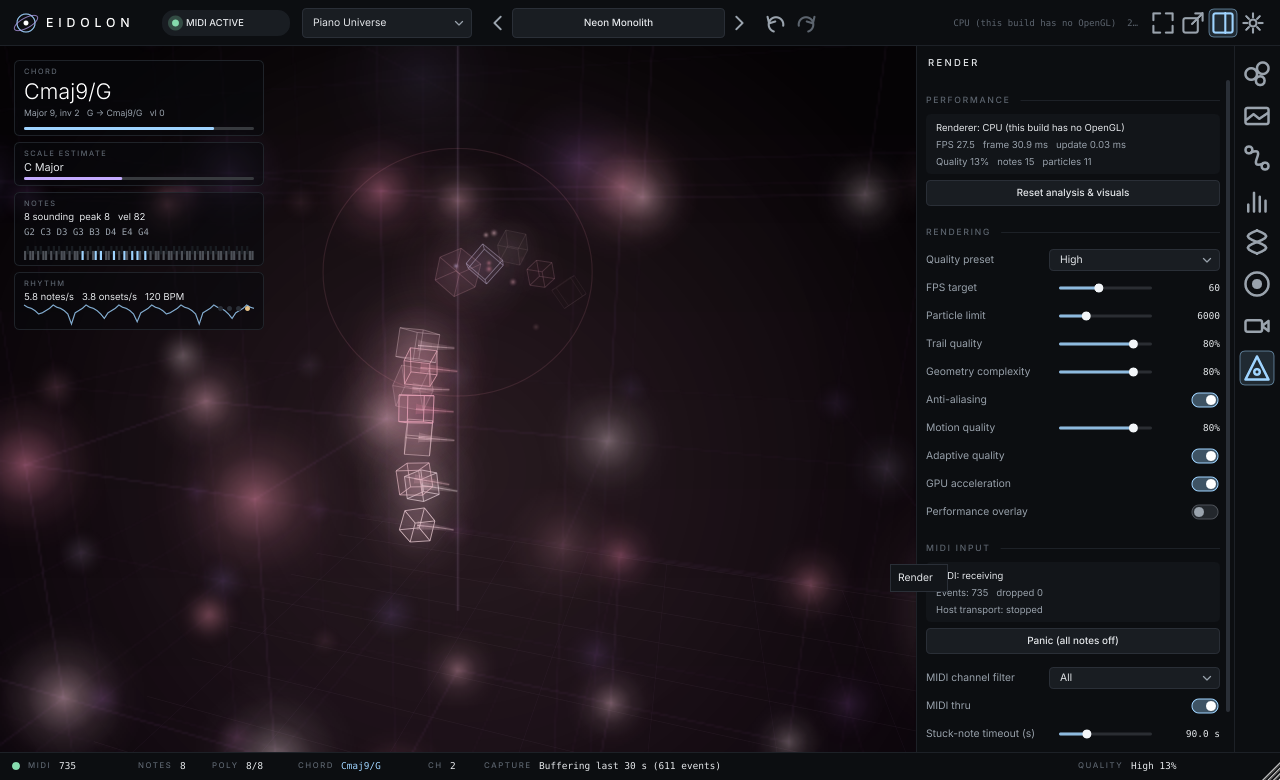 EIDOLON
MIDI ACTIVE
Piano Universe
Neon Monolith
CPU (this build has no OpenGL) 2…
CHORD
Cmaj9/G
Major 9, inv 2 G → Cmaj9/G vl 0
SCALE ESTIMATE
C Major
NOTES
8 sounding peak 8 vel 82
G2 C3 D3 G3 B3 D4 E4 G4
RHYTHM
5.8 notes/s 3.8 onsets/s 120 BPM
RENDER
PERFORMANCE
Renderer: CPU (this build has no OpenGL)
FPS 27.5 frame 30.9 ms update 0.03 ms
Quality 13% notes 15 particles 11
Reset analysis & visuals
RENDERING
Quality preset High
FPS target 60
Particle limit 6000
Trail quality 80%
Geometry complexity 80%
Anti-aliasing
Motion quality 80%
Adaptive quality
GPU acceleration
Performance overlay
MIDI INPUT
Render
DI: receiving
Events: 735 dropped 0
Host transport: stopped
Panic (all notes off)
MIDI channel filter All
MIDI thru
Stuck-note timeout (s) 90.0 s
MIDI 735 NOTES 8 POLY 8/8 CHORD Cmaj9/G CH 2 CAPTURE Buffering last 30 s (611 events) QUALITY High 13%